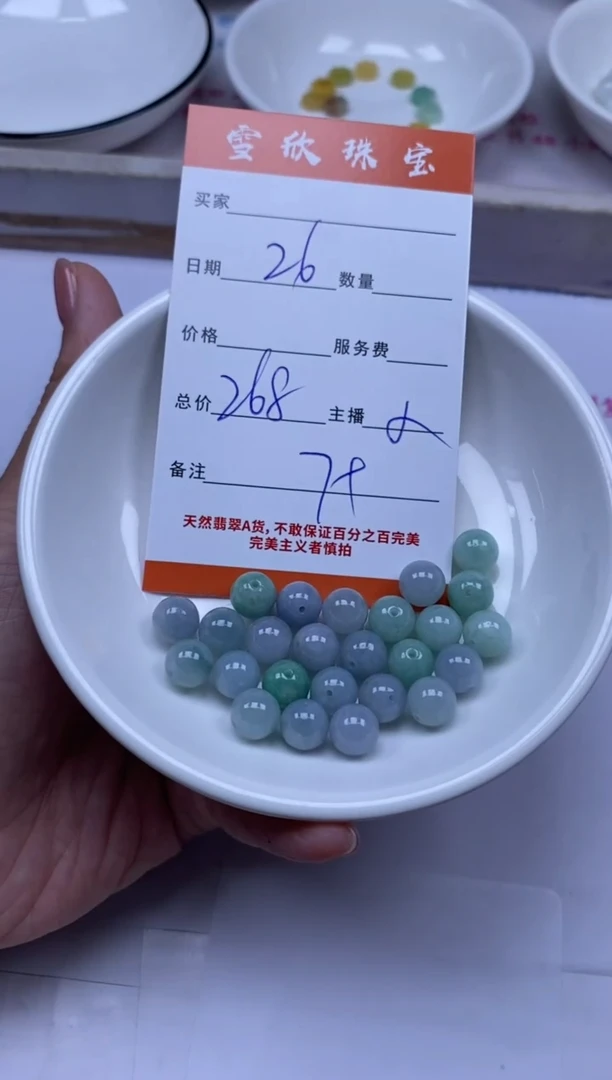 雪欣珠宝
买家
日期 26 数量
价格 服务费
总价 268 主播
备注
天然翡翠A货，不敢保证百分之百完美
完美主义者慎拍